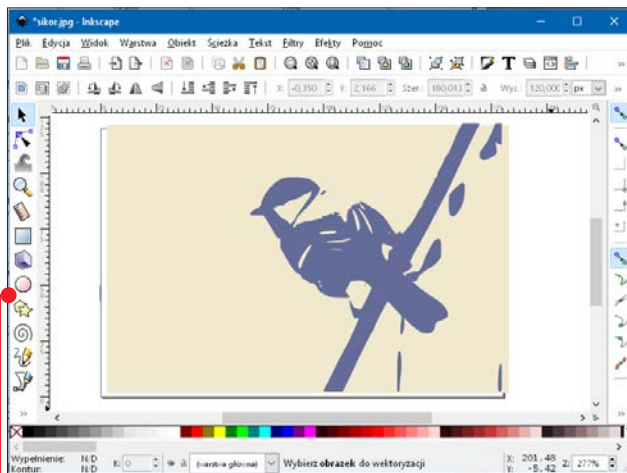 *sikor.jpg - Inkscape
Plik Edycja Widok Warstwa Obiekt Ścieżka Tekst Filtry Efekty Pomoc
X: -0,350 Y: 2,166 Szer.: 180,013 Wys.: 120,000 px
Wypełnienie: N/D
Kontur: N/D
K: 0
(warstwa główna)
Wybierz obrazek do wektoryzacji
X: 201,48
Y: -5,42
Z: 277%